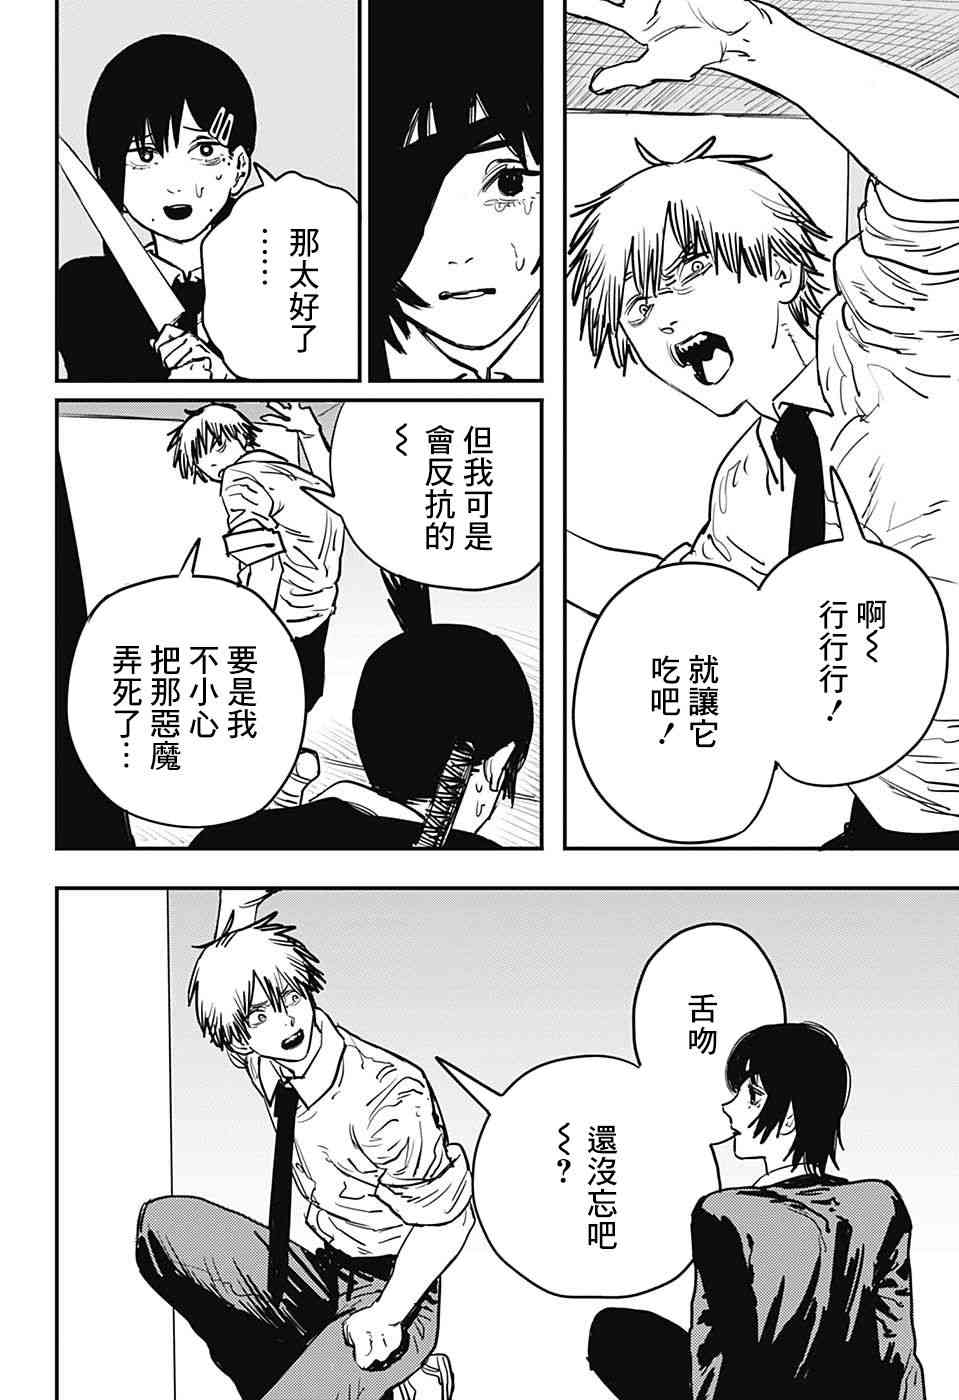 啊～
行行行！
就讓它
吃吧！
那太好了
……
但我可是
會反抗的
～
要是我
不小心
把那惡魔
弄死了…
舌吻
還沒忘吧
～?